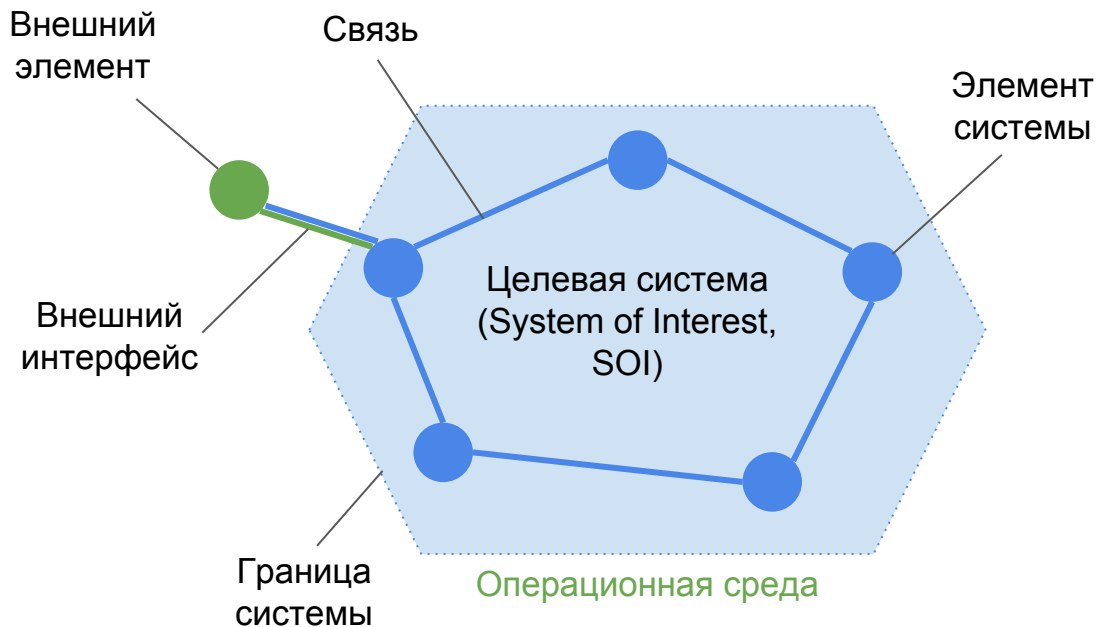 Внешний
элемент
Связь
Элемент
системы
Целевая система
(System of Interest,
SOI)
Внешний
интерфейс
Граница
системы
Операционная среда